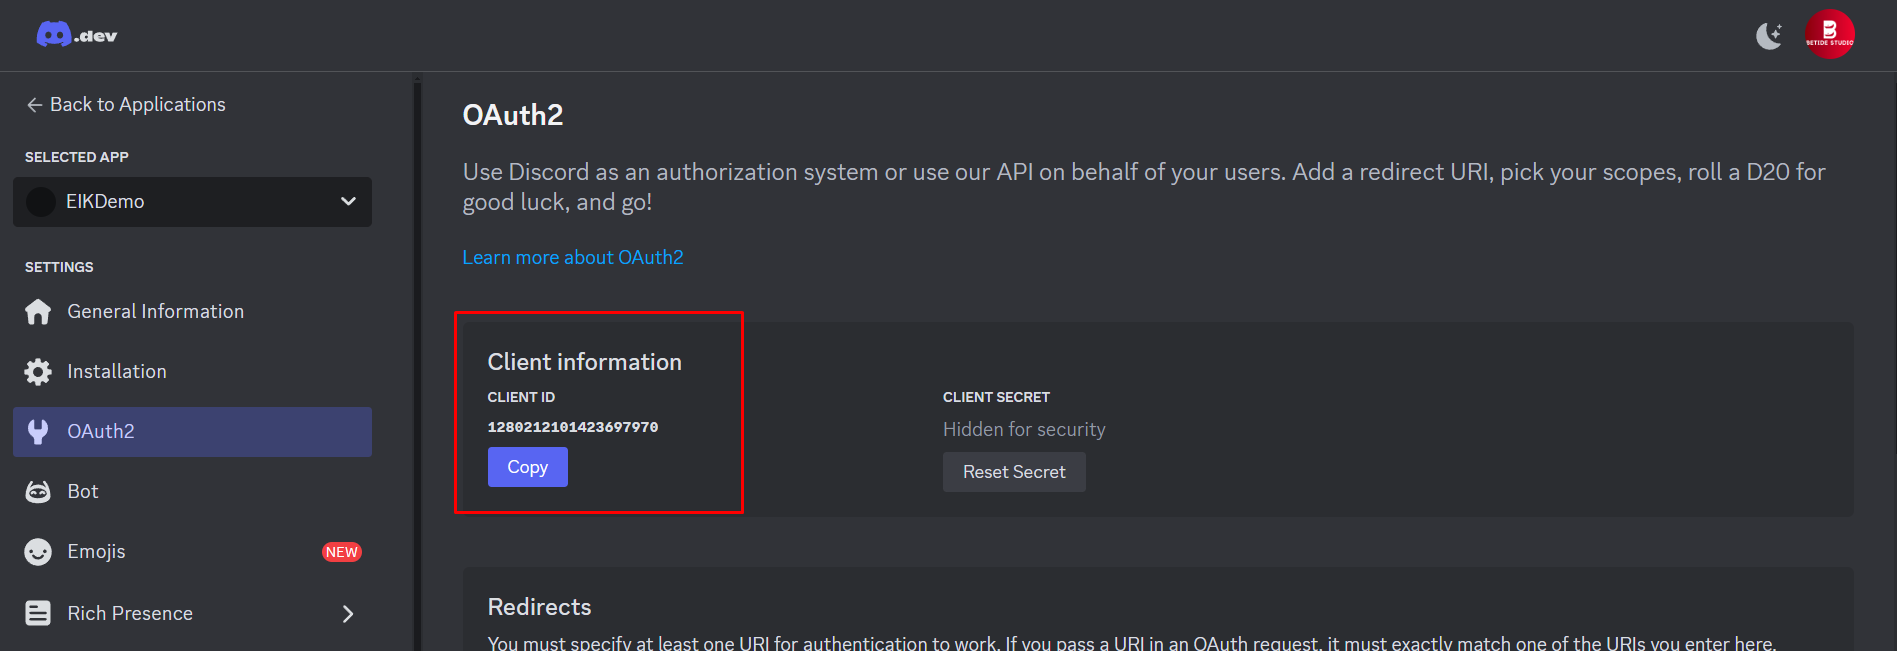 .dev
B
BETIDE STUDIO
Back to Applications
SELECTED APP
EIKDemo
SETTINGS
General Information
Installation
OAuth2
Bot
Emojis
NEW
Rich Presence
OAuth2
Use Discord as an authorization system or use our API on behalf of your users. Add a redirect URI, pick your scopes, roll a D20 for
good luck, and go!
Learn more about OAuth2
Client information
CLIENT ID
1280212101423697970
Copy
CLIENT SECRET
Hidden for security
Reset Secret
Redirects
You must specify at least one URI for authentication to work. If you pass a URI in an OAuth request, it must exactly match one of the URIs you enter here.